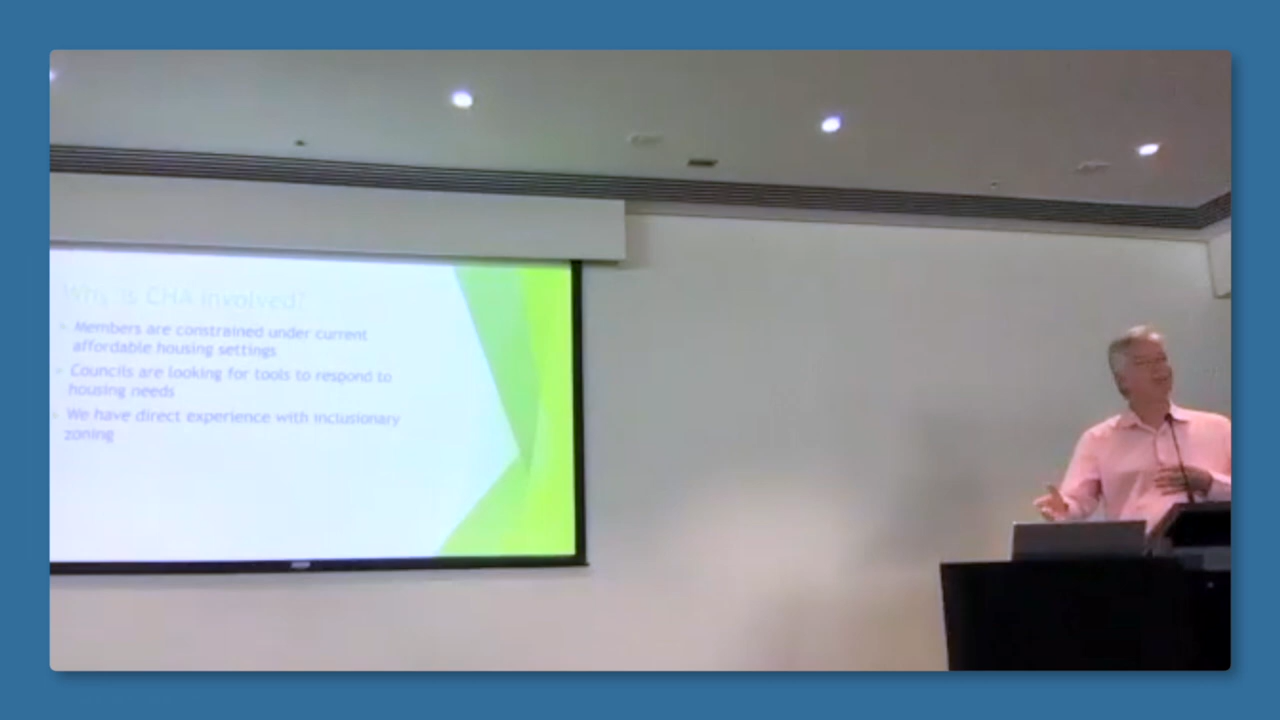 Why is CHA involved?
Members are constrained under current
affordable housing settings
Councils are looking for tools to respond to
housing needs
We have direct experience with inclusionary
zoning